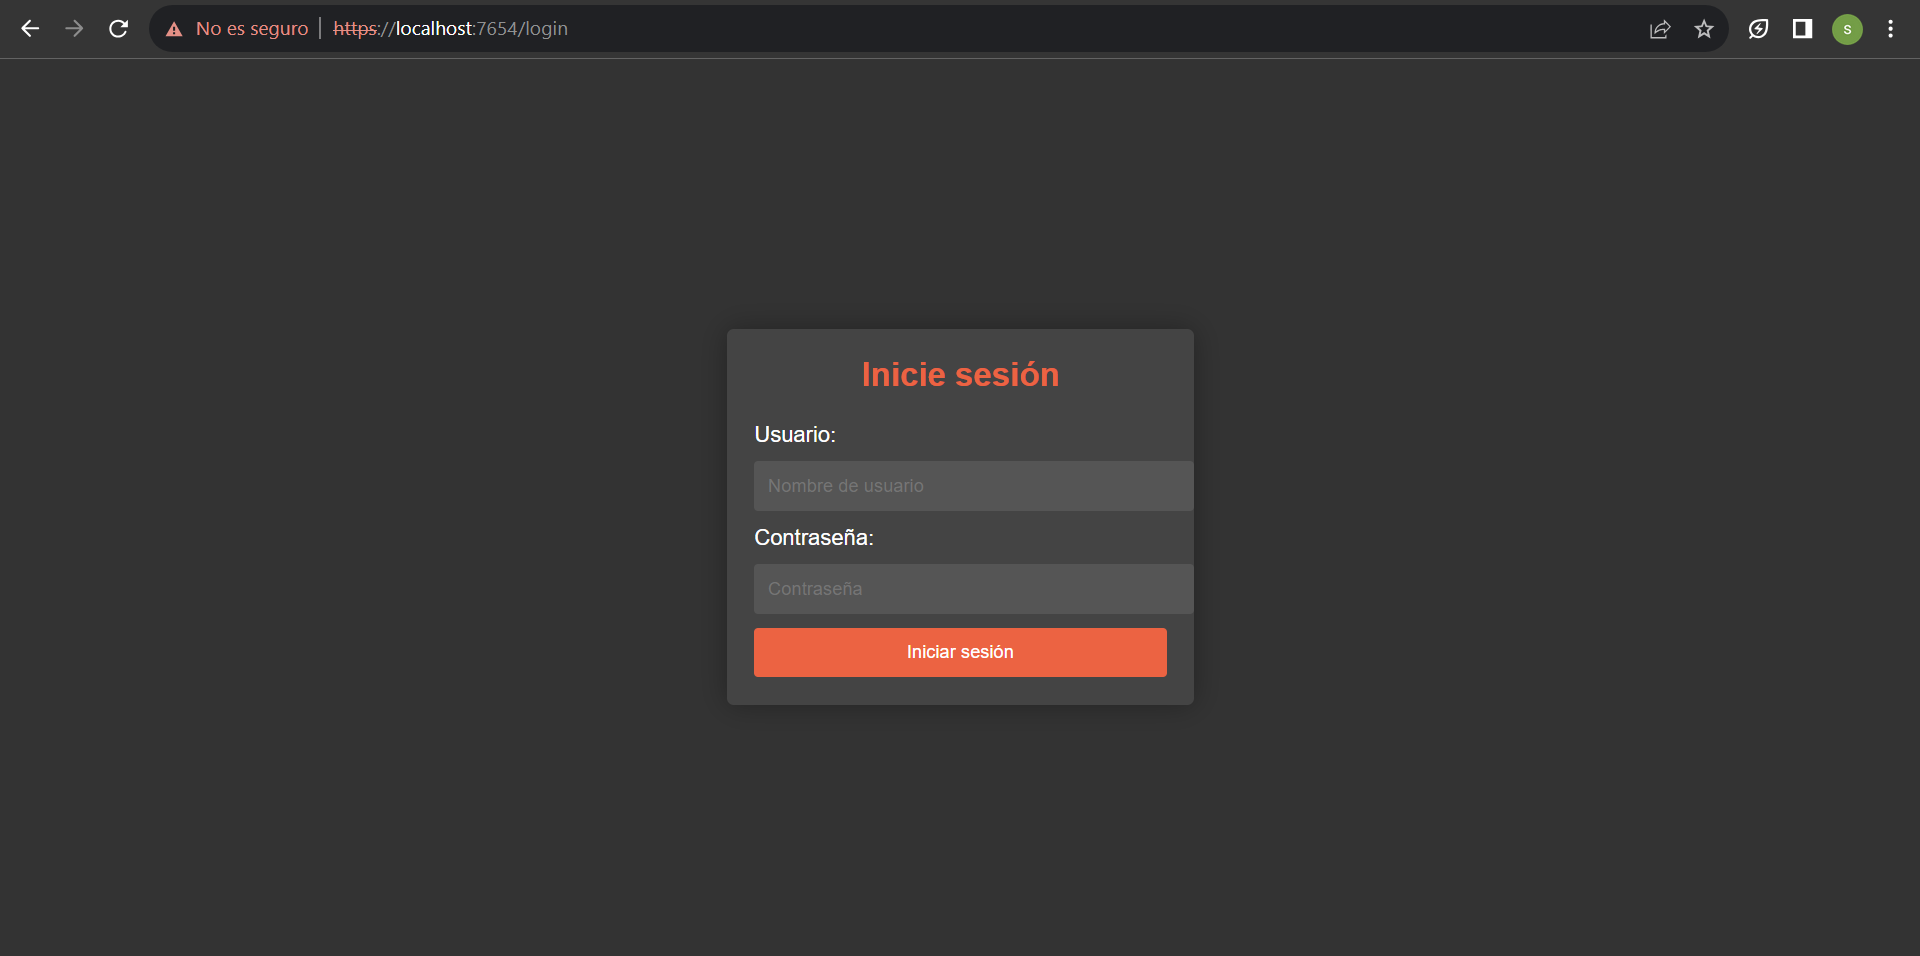 No es seguro https://localhost:7654/login
S
Inicie sesión
Usuario:
Nombre de usuario
Contraseña:
Contraseña
Iniciar sesión